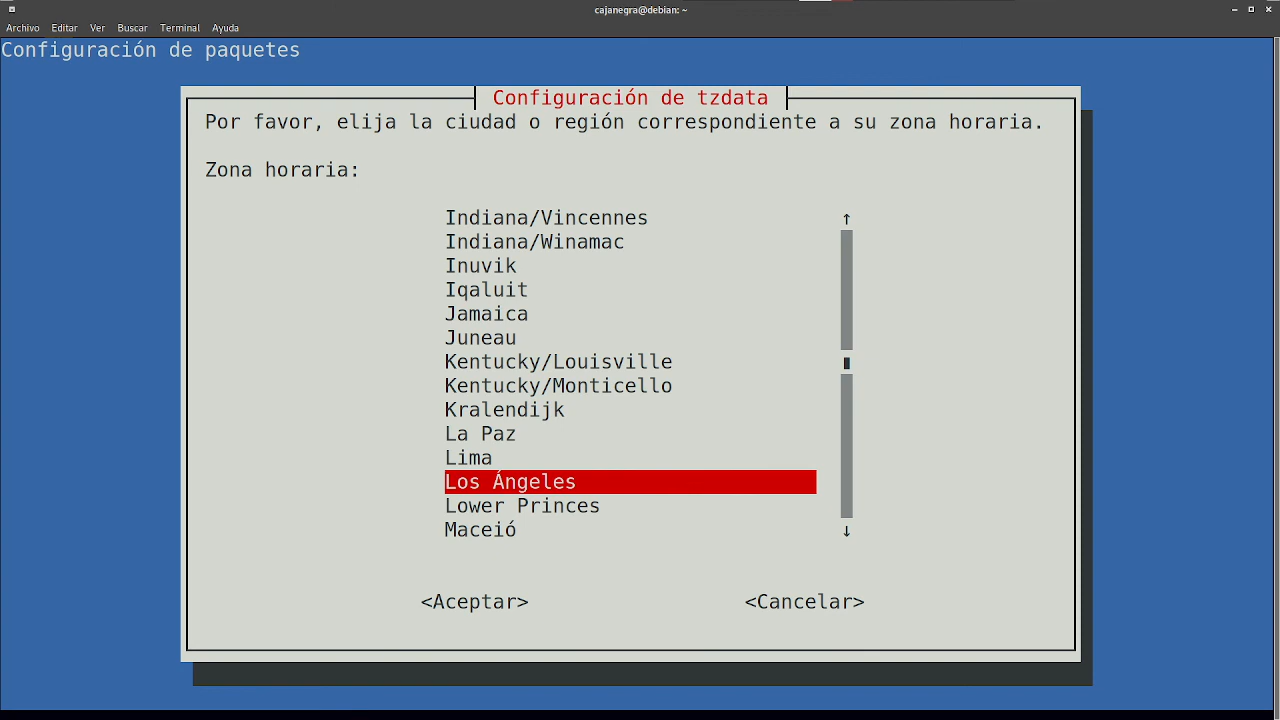 cajanegra@debian: ~
Archivo Editar Ver Buscar Terminal Ayuda
Configuración de paquetes
Configuración de tzdata
Por favor, elija la ciudad o región correspondiente a su zona horaria.
Zona horaria:
Indiana/Vincennes
Indiana/Winamac
Inuvik
Iqaluit
Jamaica
Juneau
Kentucky/Louisville
Kentucky/Monticello
Kralendijk
La Paz
Lima
Los Ángeles
Lower Princes
Maceió
<Aceptar> <Cancelar>